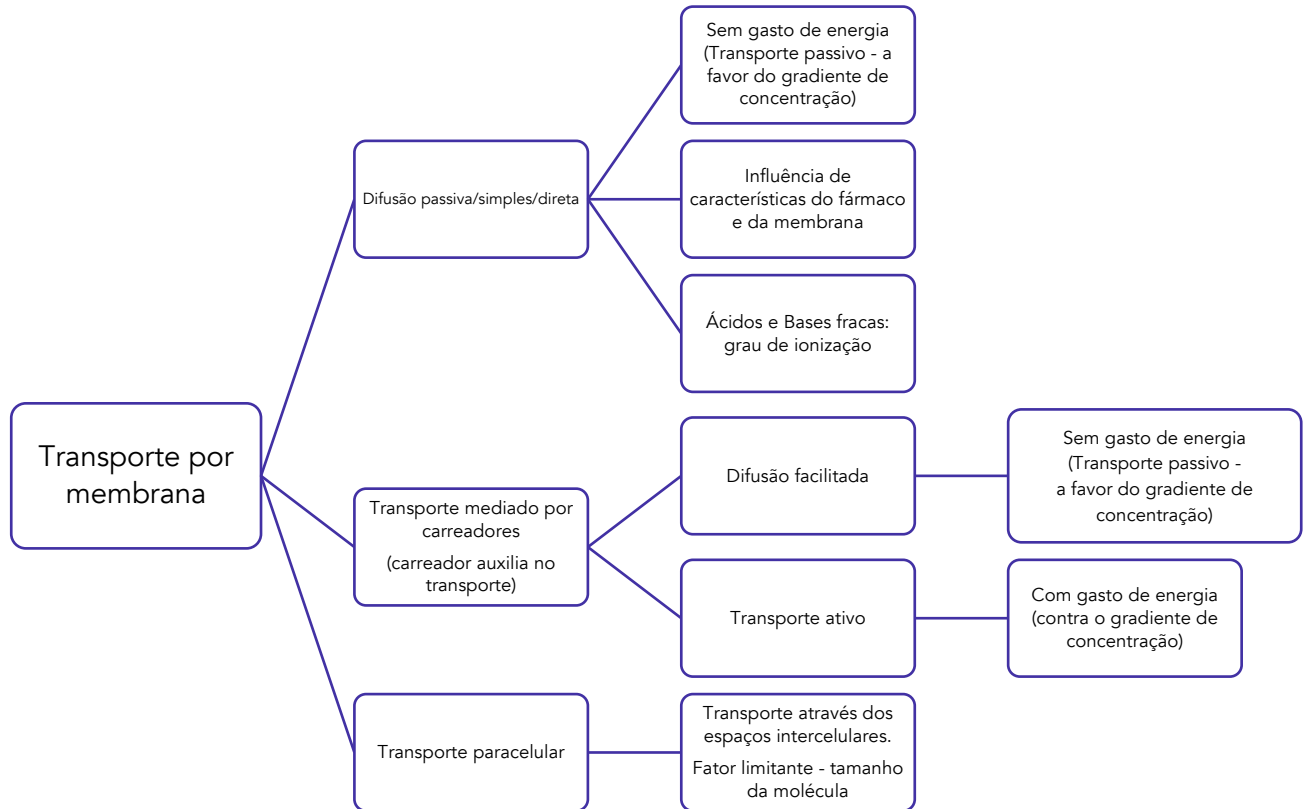 Transporte por
membrana
Difusão passiva/simples/direta
Sem gasto de energia
(Transporte passivo - a
favor do gradiente de
concentração)
Influência de
características do fármaco
e da membrana
Ácidos e Bases fracas:
grau de ionização
Transporte mediado por
carreadores
(carreador auxilia no
transporte)
Difusão facilitada
Sem gasto de energia
(Transporte passivo -
a favor do gradiente de
concentração)
Transporte ativo
Com gasto de energia
(contra o gradiente de
concentração)
Transporte paracelular
Transporte através dos
espaços intercelulares.
Fator limitante - tamanho
da molécula